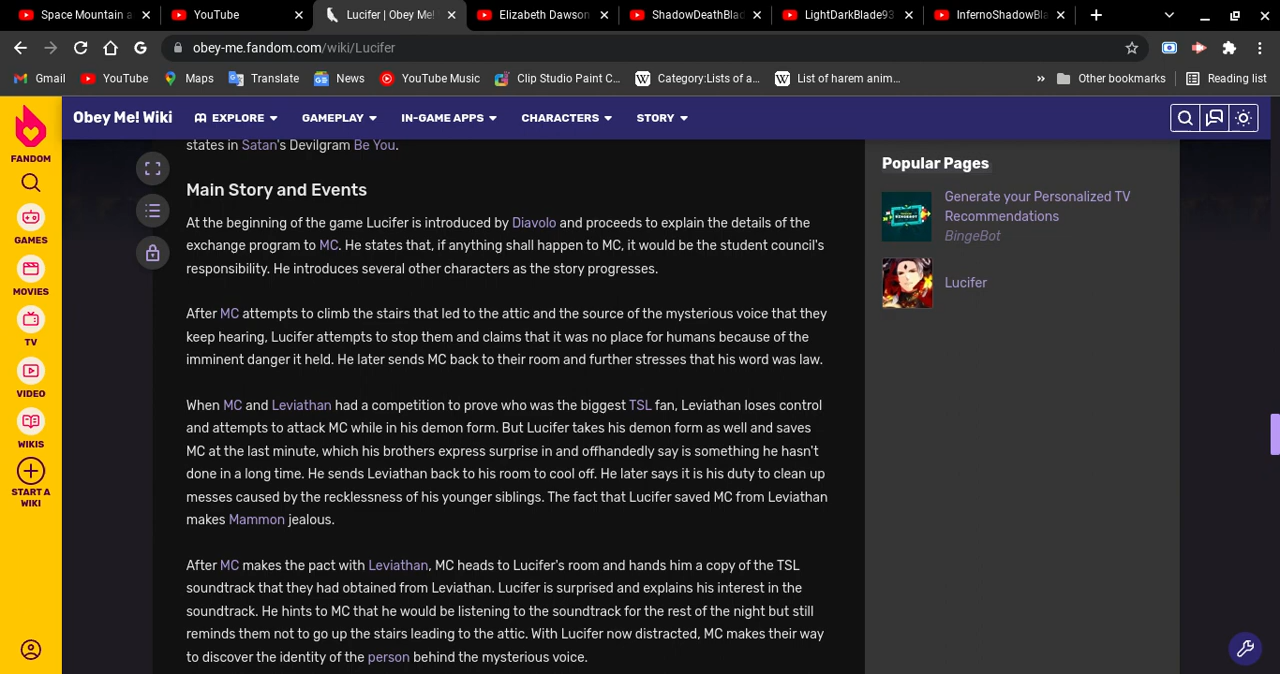 Space Mountain a
YouTube
Lucifer | Obey Me!
Elizabeth Dawson
ShadowDeathBlad
LightDarkBlade93
InfernoShadowBla
obey-me.fandom.com/wiki/Lucifer
Gmail
YouTube
Maps
Translate
News
YouTube Music
Clip Studio Paint C...
Category:Lists of a...
List of harem anim...
»
Other bookmarks
Reading list
FANDOM
GAMES
MOVIES
TV
VIDEO
WIKIS
START A
WIKI
Obey Me! Wiki
EXPLORE
GAMEPLAY
IN-GAME APPS
CHARACTERS
STORY
states in Satan's Devilgram Be You.
Main Story and Events
At the beginning of the game Lucifer is introduced by Diavolo and proceeds to explain the details of the
exchange program to MC. He states that, if anything shall happen to MC, it would be the student council's
responsibility. He introduces several other characters as the story progresses.
After MC attempts to climb the stairs that led to the attic and the source of the mysterious voice that they
keep hearing, Lucifer attempts to stop them and claims that it was no place for humans because of the
imminent danger it held. He later sends MC back to their room and further stresses that his word was law.
When MC and Leviathan had a competition to prove who was the biggest TSL fan, Leviathan loses control
and attempts to attack MC while in his demon form. But Lucifer takes his demon form as well and saves
MC at the last minute, which his brothers express surprise in and offhandedly say is something he hasn't
done in a long time. He sends Leviathan back to his room to cool off. He later says it is his duty to clean up
messes caused by the recklessness of his younger siblings. The fact that Lucifer saved MC from Leviathan
makes Mammon jealous.
After MC makes the pact with Leviathan, MC heads to Lucifer's room and hands him a copy of the TSL
soundtrack that they had obtained from Leviathan. Lucifer is surprised and explains his interest in the
soundtrack. He hints to MC that he would be listening to the soundtrack for the rest of the night but still
reminds them not to go up the stairs leading to the attic. With Lucifer now distracted, MC makes their way
to discover the identity of the person behind the mysterious voice.
Popular Pages
Generate your Personalized TV
Recommendations
BingeBot
Lucifer